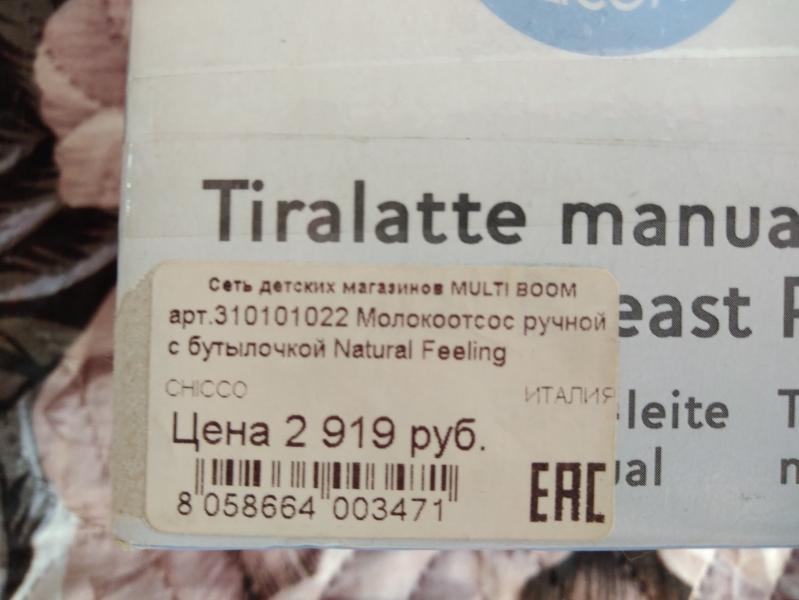 Tiralatte manua
Сеть детских магазинов MULTI BOOM
арт.310101022 Молокоотсос ручной
с бутылочкой Natural Feeling
CHICCO ИТАЛИЯ
Цена 2 919 руб.
8 058664 003471
EAC
east P
leite
ual